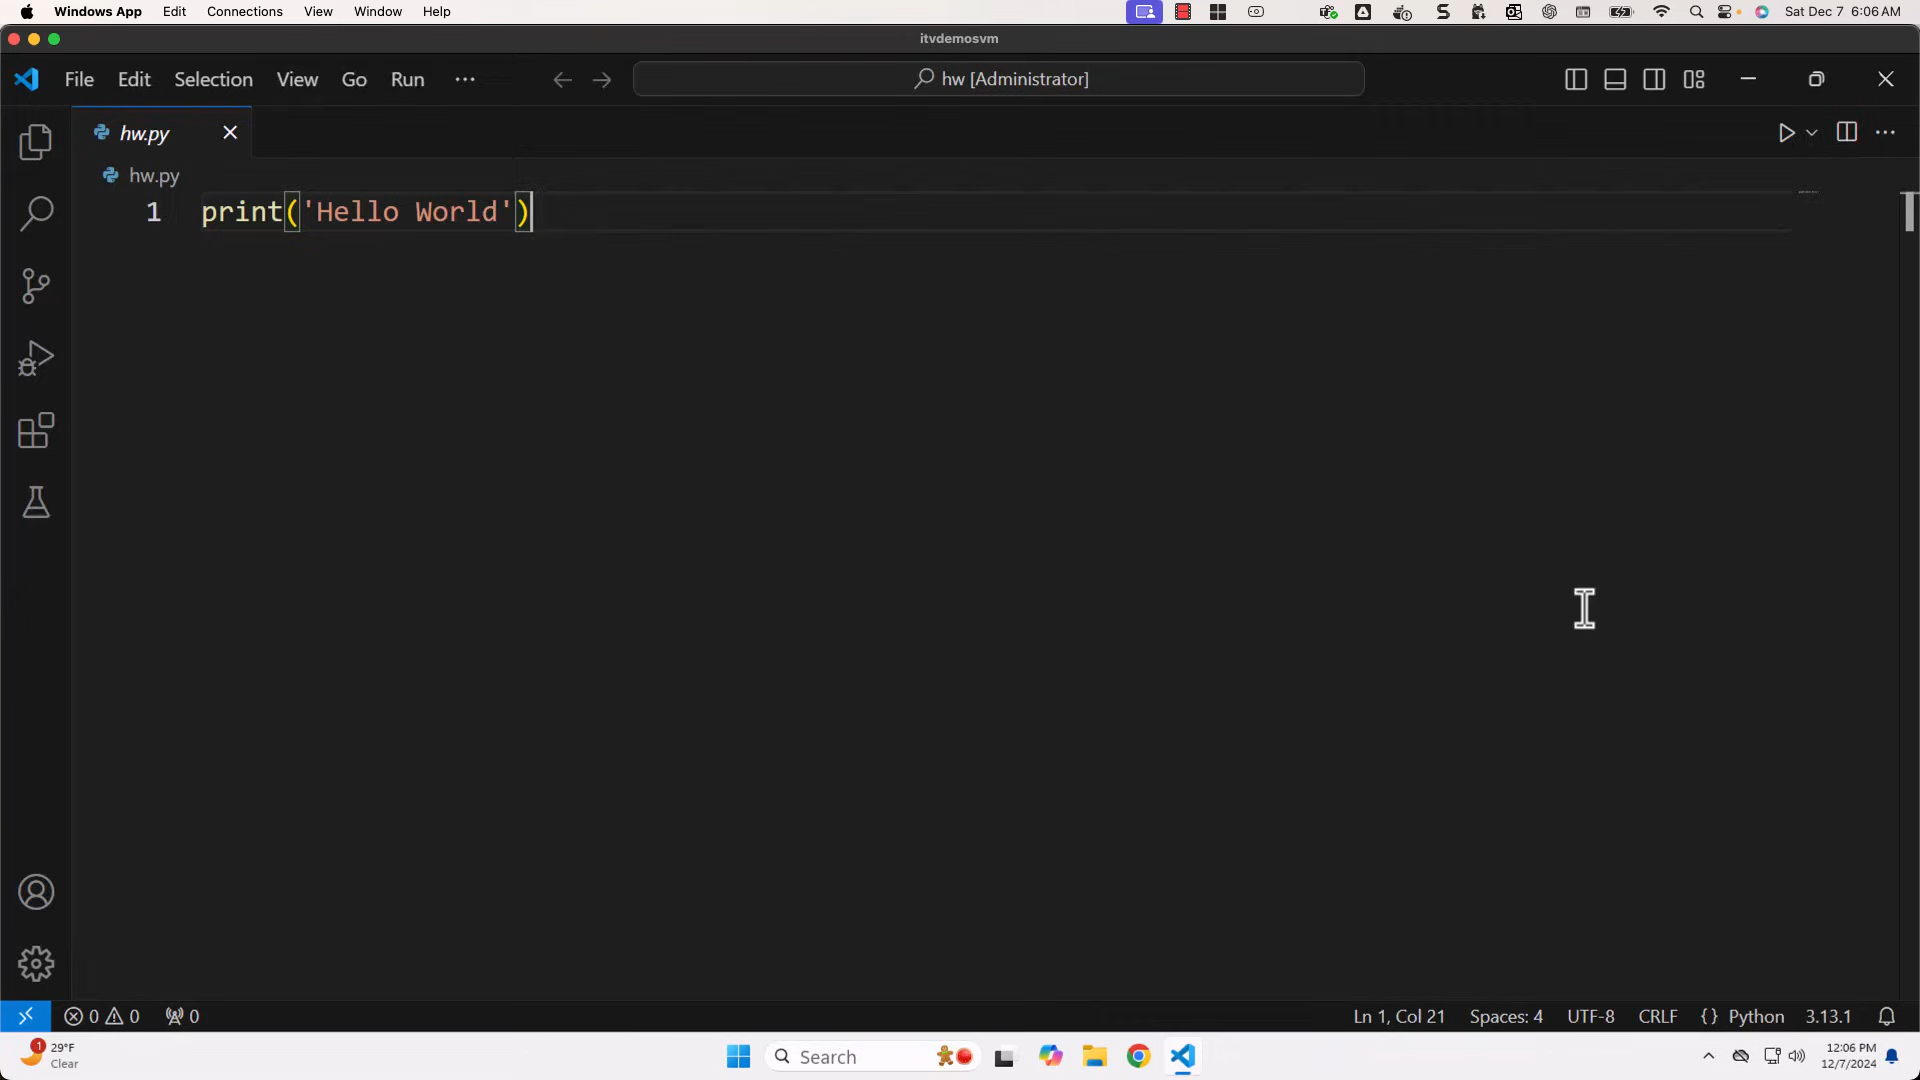 Windows App Edit Connections View Window Help Sat Dec 7 6:06 AM
itvdemosvm
File Edit Selection View Go Run ... hw [Administrator]
hw.py
hw.py
1 print('Hello World')
0 0 0 Ln 1, Col 21 Spaces: 4 UTF-8 CRLF {} Python 3.13.1
1 29°F Search 12:06 PM
Clear 12/7/2024